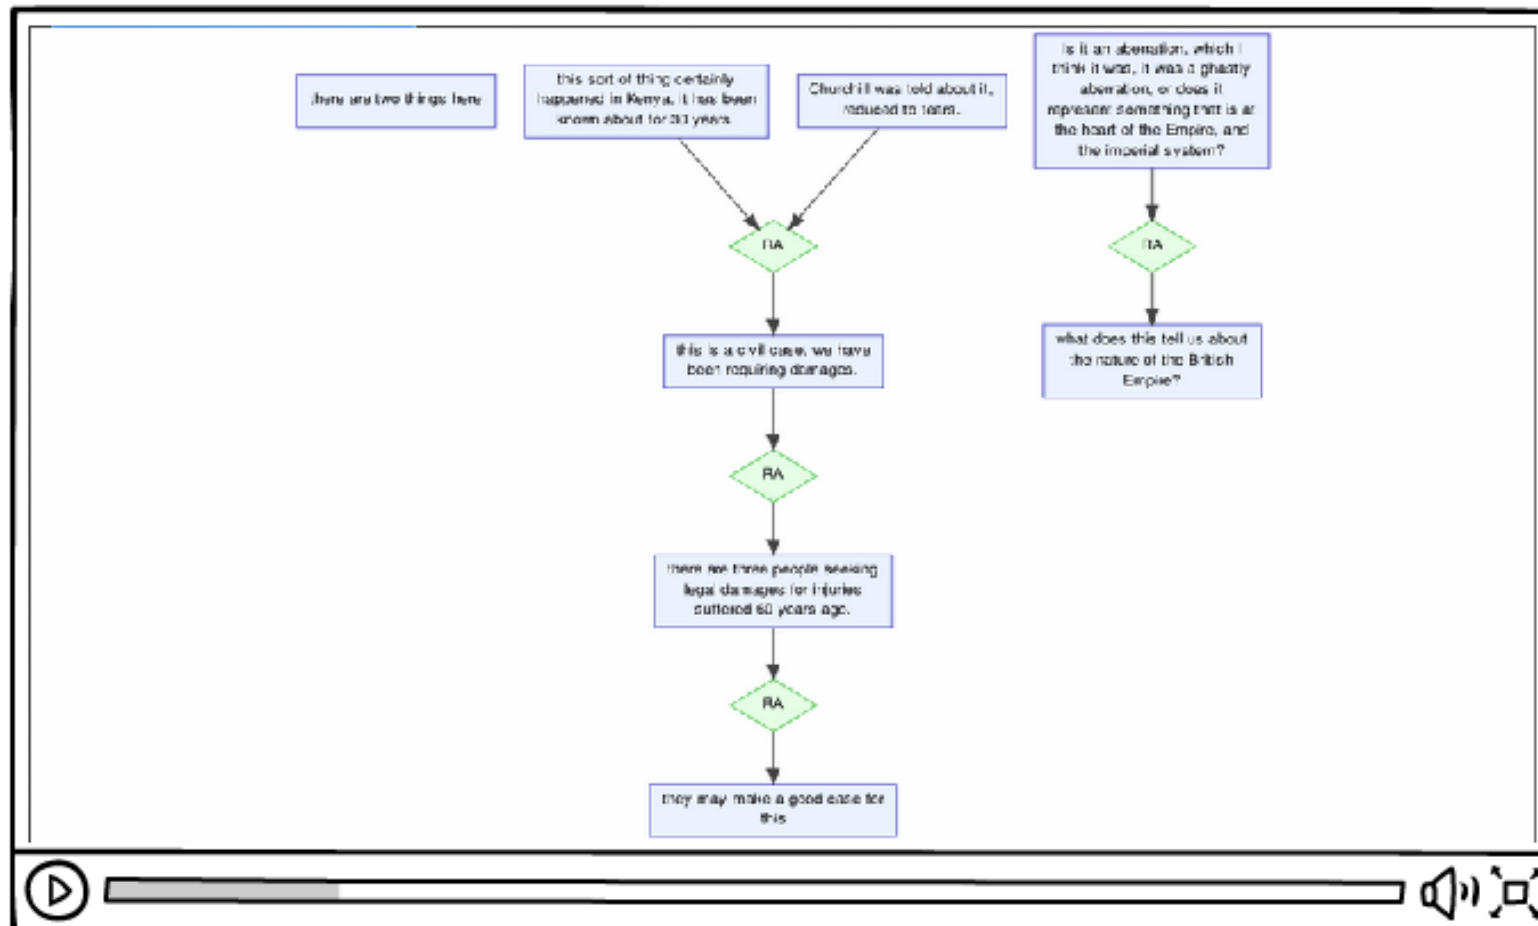 there are two things here
this sort of thing certainly
happened in Kenya. It has been
known about for 30 years.
Churchill was told about it,
reduced to tears.
Is it an aberration, which I
think it was, it was a ghastly
aberration, or does it
represent something that is at
the heart of the Empire, and
the imperial system?
RA
RA
this is a civil case, we have
been requiring damages.
what does this tell us about
the nature of the British
Empire?
RA
there are three people seeking
legal damages for injuries
suffered 60 years ago.
RA
they may make a good case for
this